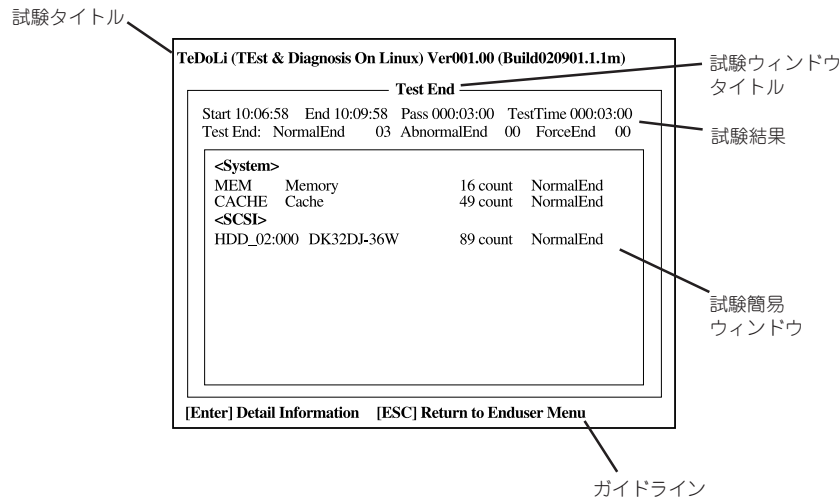 試験タイトル
TeDoLi (TEst & Diagnosis On Linux) Ver001.00 (Build020901.1.1m)
試験ウィンドウ
タイトル
Test End
Start 10:06:58 End 10:09:58 Pass 000:03:00 TestTime 000:03:00
Test End: NormalEnd 03 AbnormalEnd 00 ForceEnd 00
試験結果
<System>
MEM Memory 16 count NormalEnd
CACHE Cache 49 count NormalEnd
<SCSI>
HDD_02:000 DK32DJ-36W 89 count NormalEnd
試験簡易
ウィンドウ
[Enter] Detail Information [ESC] Return to Enduser Menu
ガイドライン